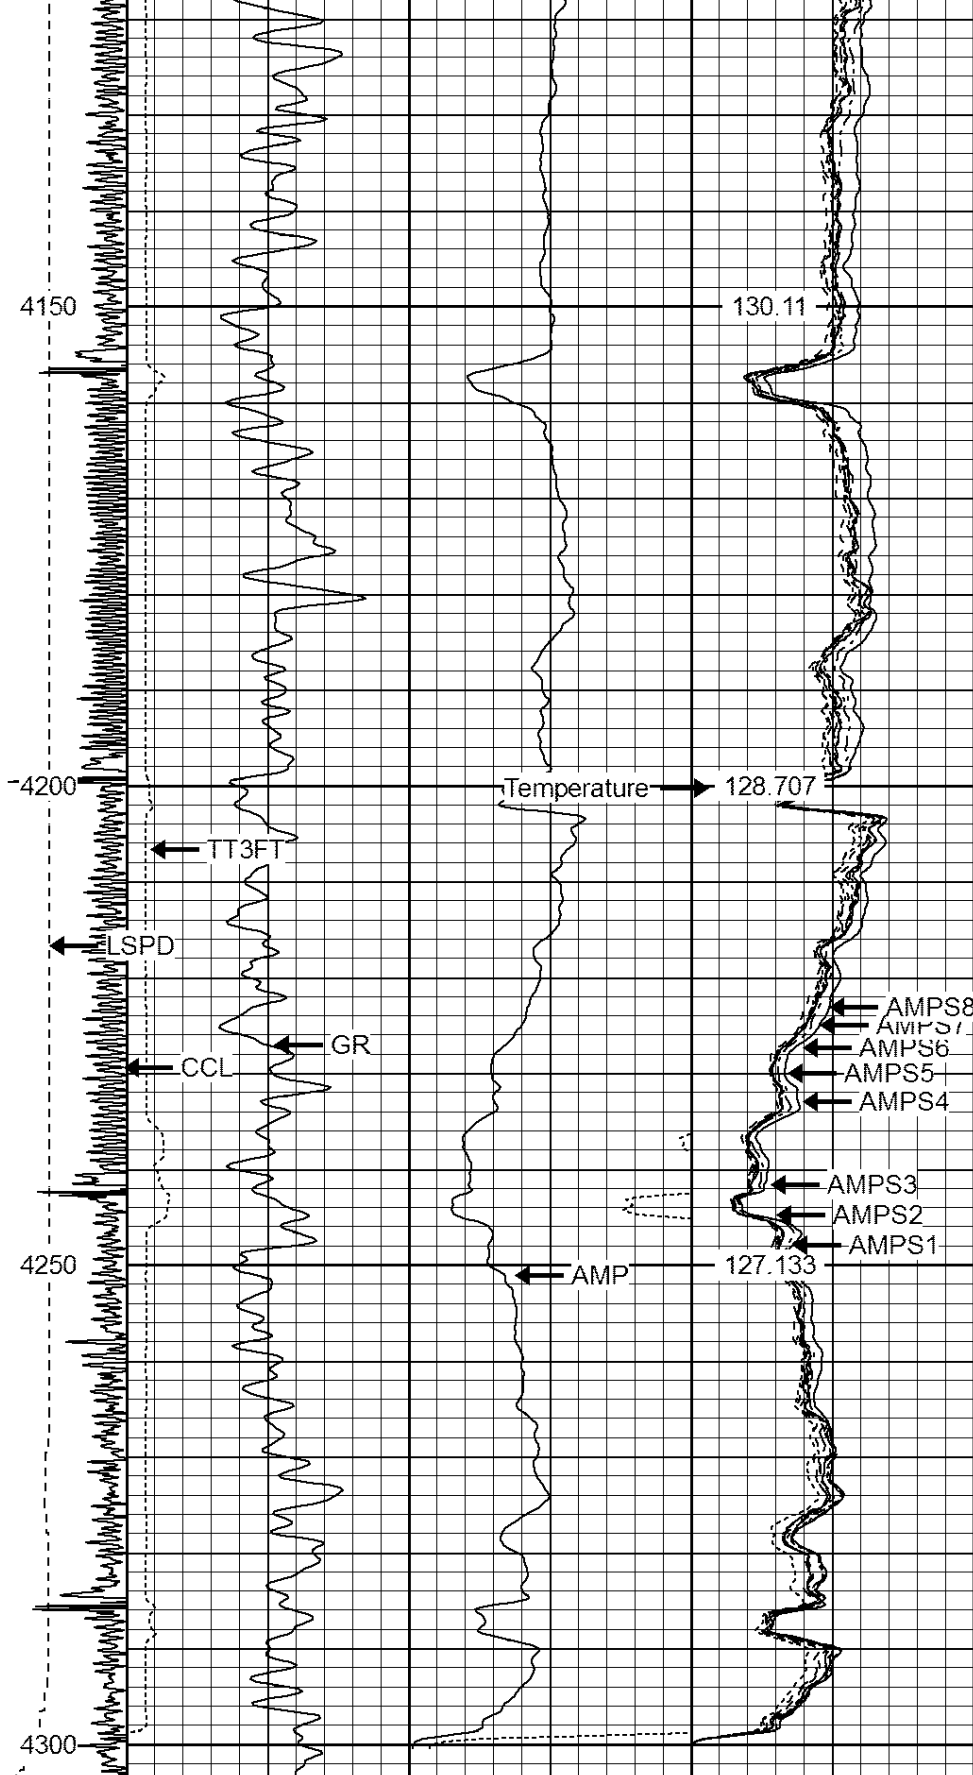 4150
130.11
4200
Temperature
128.707
TT3FT
LSPD
AMPS8
AMPS7
GR
AMPS6
CCL
AMPS5
AMPS4
AMPS3
AMPS2
AMPS1
4250
127.133
AMP
4300